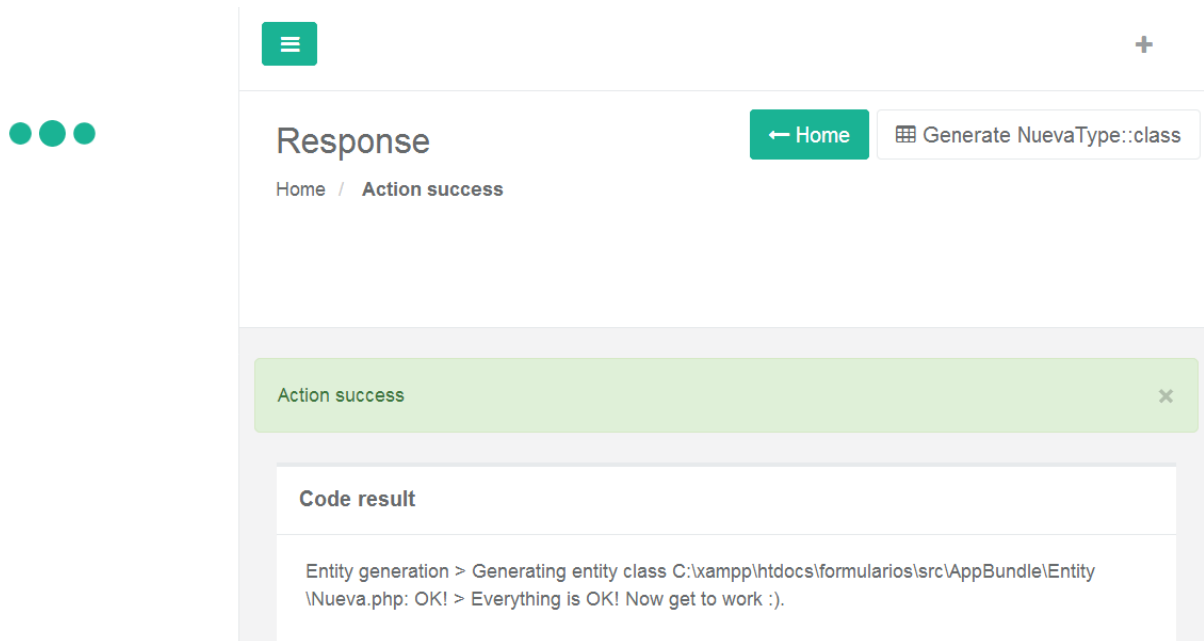 Response
← Home
Generate NuevaType::class
Home / Action success
Action success
Code result
Entity generation > Generating entity class C:\xampp\htdocs\formularios\src\AppBundle\Entity
\Nueva.php: OK! > Everything is OK! Now get to work :).